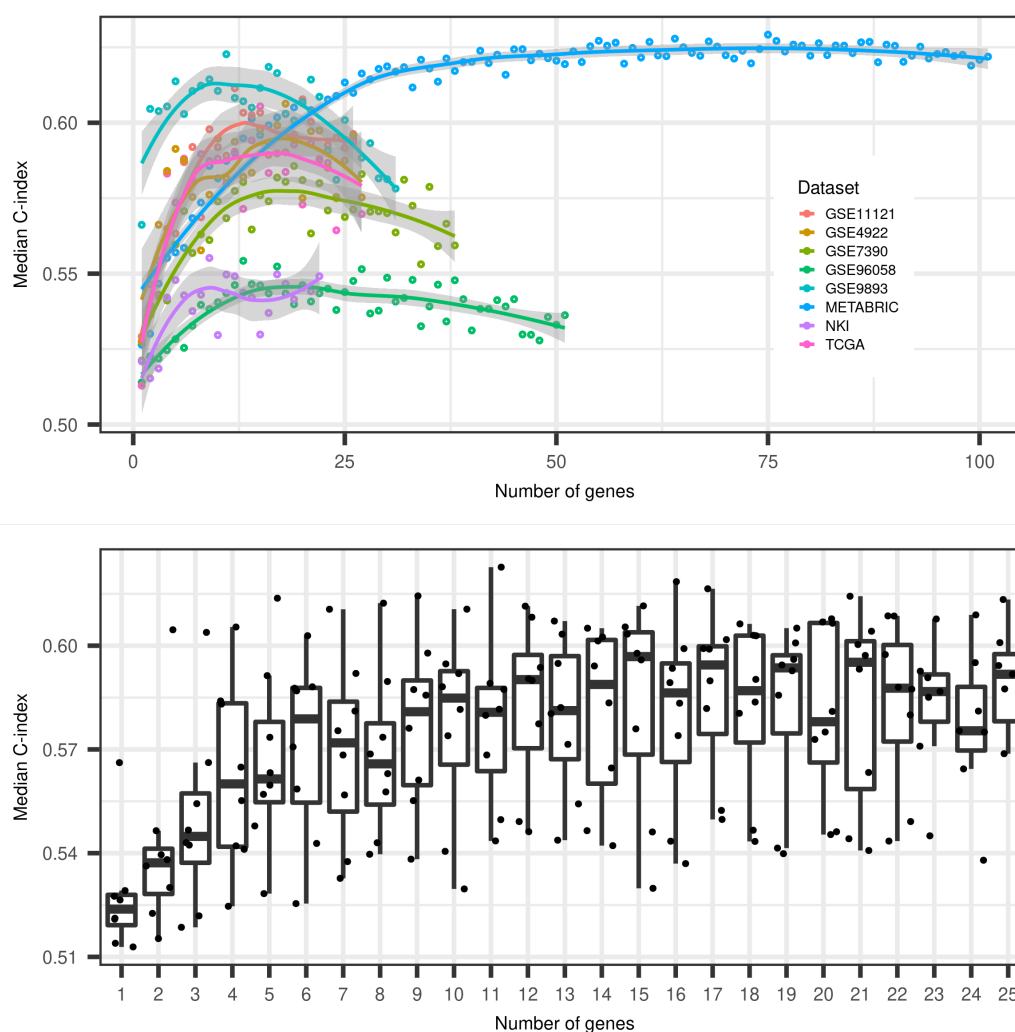 Median C-index
0.60
0.55
0.50
0 25 50 75 100
Number of genes
Dataset
GSE11121
GSE4922
GSE7390
GSE96058
GSE9893
METABRIC
NKI
TCGA
Median C-index
0.60
0.57
0.54
0.51
1 2 3 4 5 6 7 8 9 10 11 12 13 14 15 16 17 18 19 20 21 22 23 24 25
Number of genes